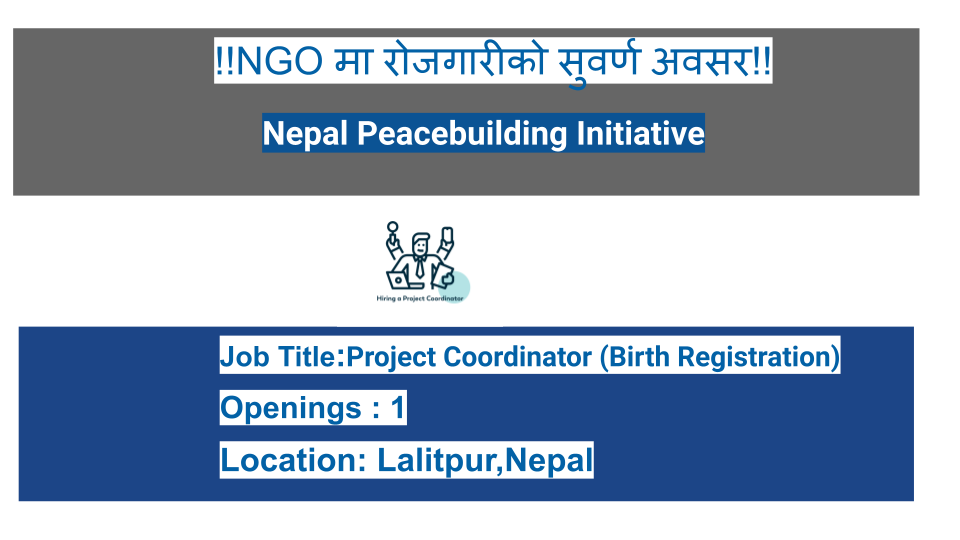 !!NGO मा रोजगारीको सुवर्ण अवसर!!
Nepal Peacebuilding Initiative
Hiring a Project Coordinator
Job Title:Project Coordinator (Birth Registration)
Openings : 1
Location: Lalitpur,Nepal